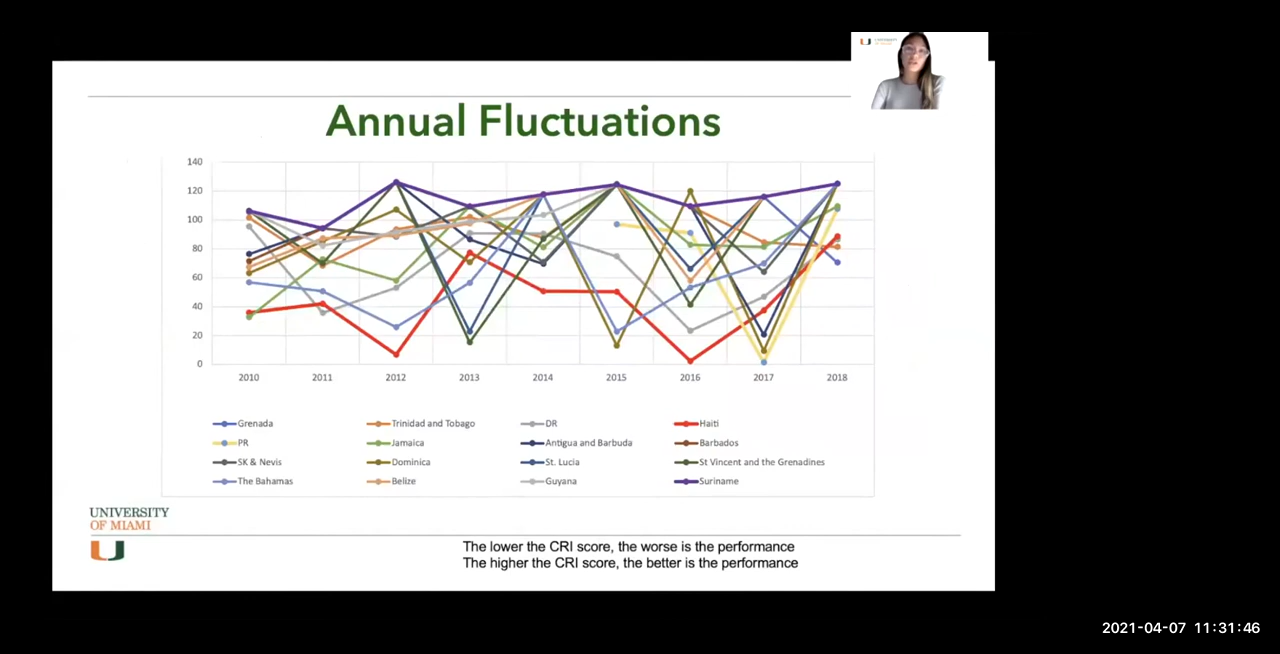 Annual Fluctuations
140
120
100
80
60
40
20
0
2010 2011 2012 2013 2014 2015 2016 2017 2018
Grenada Trinidad and Tobago DR Haiti
PR Jamaica Antigua and Barbuda Barbados
SK & Nevis Dominica St. Lucia St Vincent and the Grenadines
The Bahamas Belize Guyana Suriname
UNIVERSITY
OF MIAMI
The lower the CRI score, the worse is the performance
The higher the CRI score, the better is the performance
2021-04-07 11:31:46